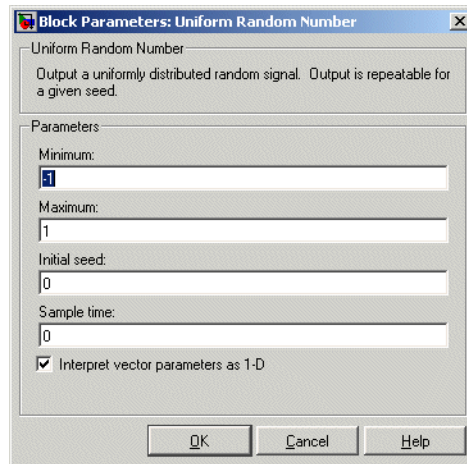 Block Parameters: Uniform Random Number
Uniform Random Number
Output a uniformly distributed random signal. Output is repeatable for
a given seed.
Parameters
Minimum:
-1
Maximum:
1
Initial seed:
0
Sample time:
0
Interpret vector parameters as 1-D
OK
Cancel
Help